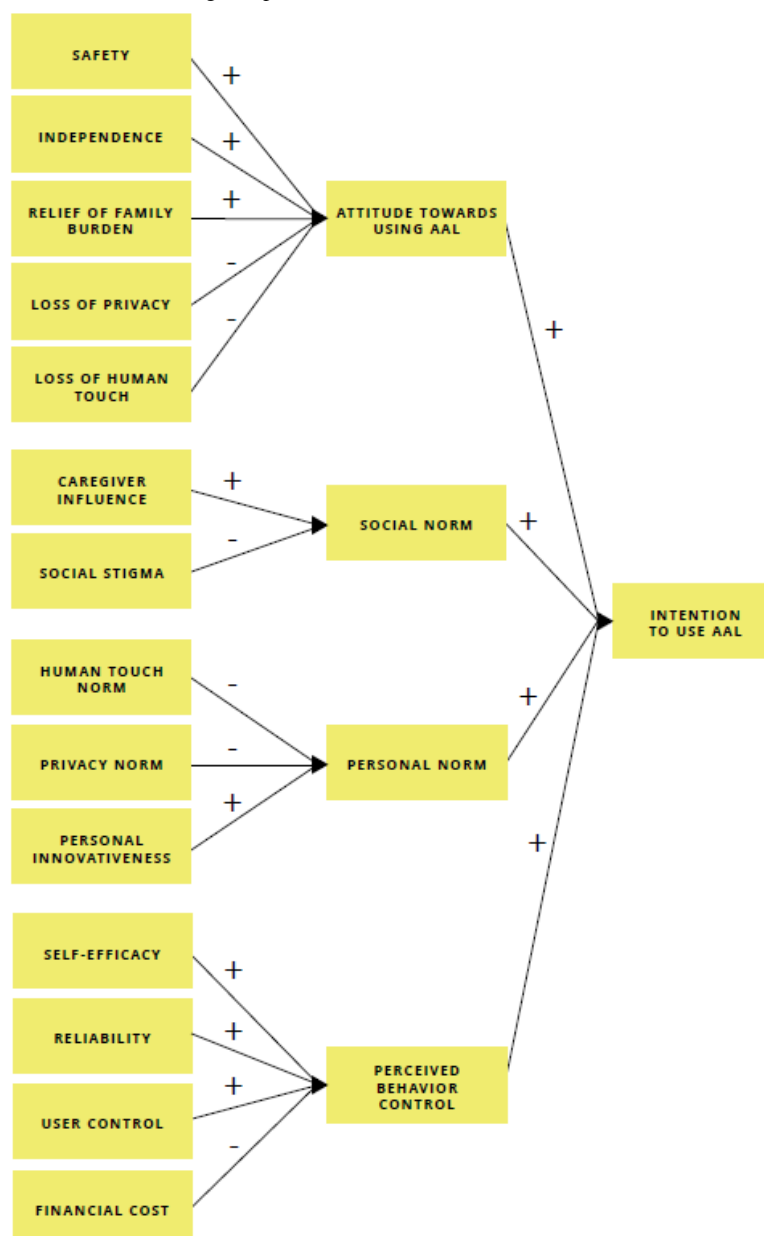 SAFETY
+
INDEPENDENCE
+
RELIEF OF FAMILY
BURDEN
+
ATTITUDE TOWARDS
USING AAL
-
LOSS OF PRIVACY
-
LOSS OF HUMAN
TOUCH
+
CAREGIVER
INFLUENCE
+
SOCIAL NORM
+
-
SOCIAL STIGMA
INTENTION
TO USE AAL
HUMAN TOUCH
NORM
-
+
PRIVACY NORM
-
PERSONAL NORM
+
PERSONAL
INNOVATIVENESS
+
SELF-EFFICACY
+
RELIABILITY
+
PERCEIVED
BEHAVIOR
CONTROL
+
USER CONTROL
-
FINANCIAL COST